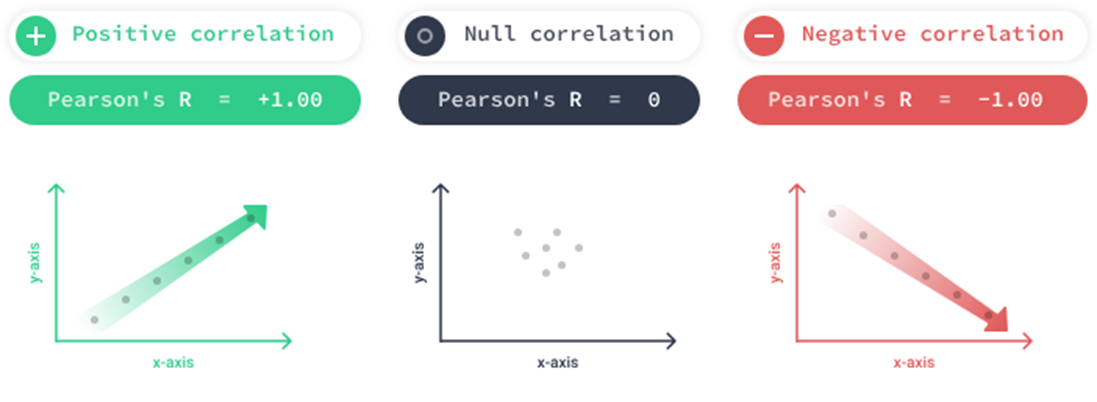 Positive correlation
Pearson's R = +1.00
y-axis
x-axis
Null correlation
Pearson's R = 0
y-axis
x-axis
Negative correlation
Pearson's R = -1.00
y-axis
x-axis